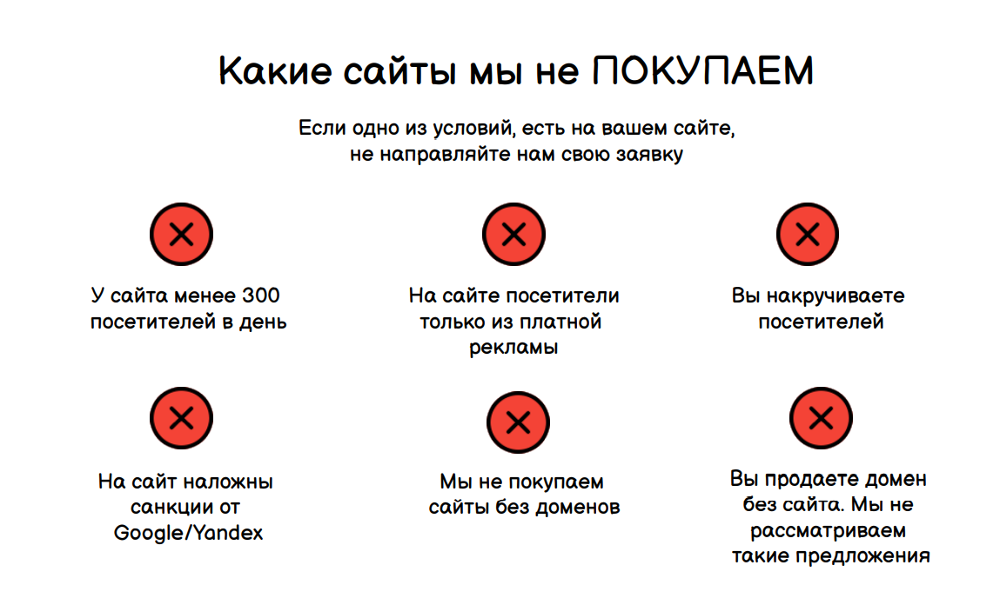 Какие сайты мы не ПОКУПАЕМ
Если одно из условий, есть на вашем сайте,
не направляйте нам свою заявку
У сайта менее 300
посетителей в день
На сайте посетители
только из платной
рекламы
Вы накручиваете
посетителей
На сайт наложны
санкции от
Google/Yandex
Мы не покупаем
сайты без доменов
Вы продаете домен
без сайта. Мы не
рассматриваем
такие предложения